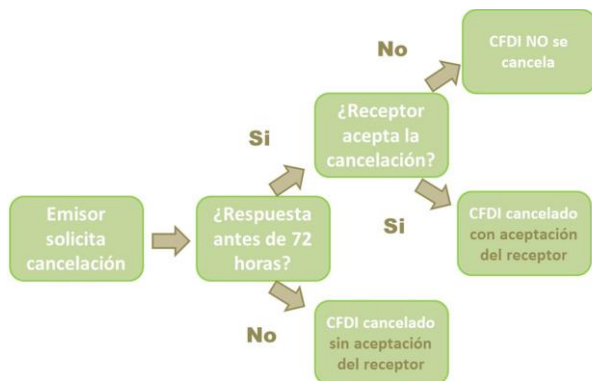 Emisor
solicita
cancelación
¿Respuesta
antes de 72
horas?
Si
¿Receptor
acepta la
cancelación?
No
CFDI NO se
cancela
Si
CFDI cancelado
con aceptación
del receptor
No
CFDI cancelado
sin aceptación
del receptor